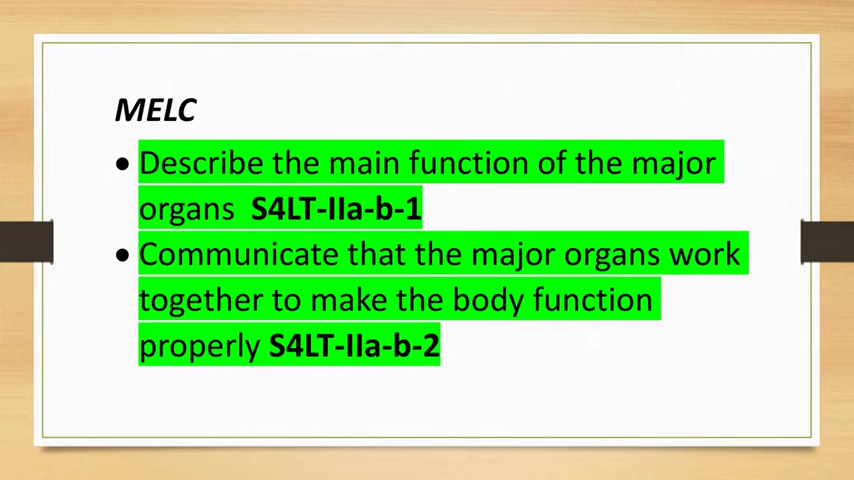 MELC
• Describe the main function of the major
organs S4LT-IIa-b-1
• Communicate that the major organs work
together to make the body function
properly S4LT-IIa-b-2